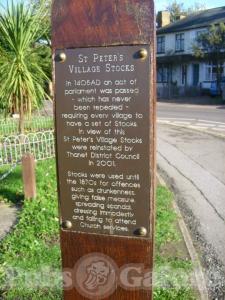 ST PETER'S
VILLAGE STOCKS
IN 1405AD AN ACT OF
PARLIAMENT WAS PASSED
- WHICH HAS NEVER
BEEN REPEALED -
REQUIRING EVERY VILLAGE
TO HAVE A SET OF STOCKS.
IN VIEW OF THIS
ST PETER'S VILLAGE STOCKS
WERE REINSTATED BY
THANET DISTRICT COUNCIL
IN 2001.
STOCKS WERE USED UNTIL
THE 1870'S FOR OFFENCES
SUCH AS DRUNKENNESS,
GIVING FALSE MEASURE,
SPREADING SCANDAL,
DRESSING IMMODESTLY
AND FAILING TO ATTEND
CHURCH SERVICES.
Pubs Galore